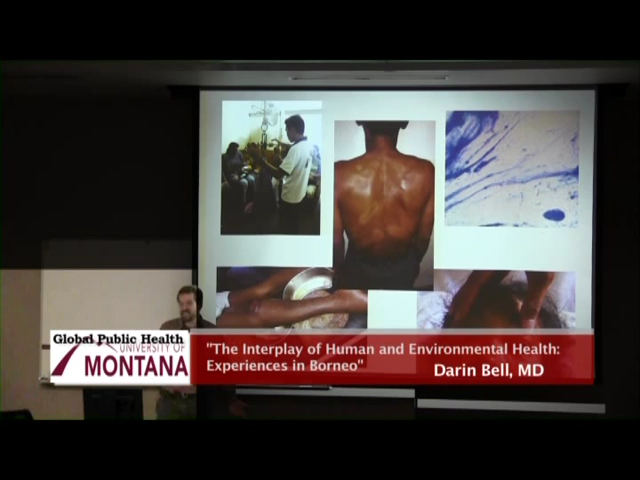 Global Public Health
UNIVERSITY OF
MONTANA
"The Interplay of Human and Environmental Health:
Experiences in Borneo"
Darin Bell, MD